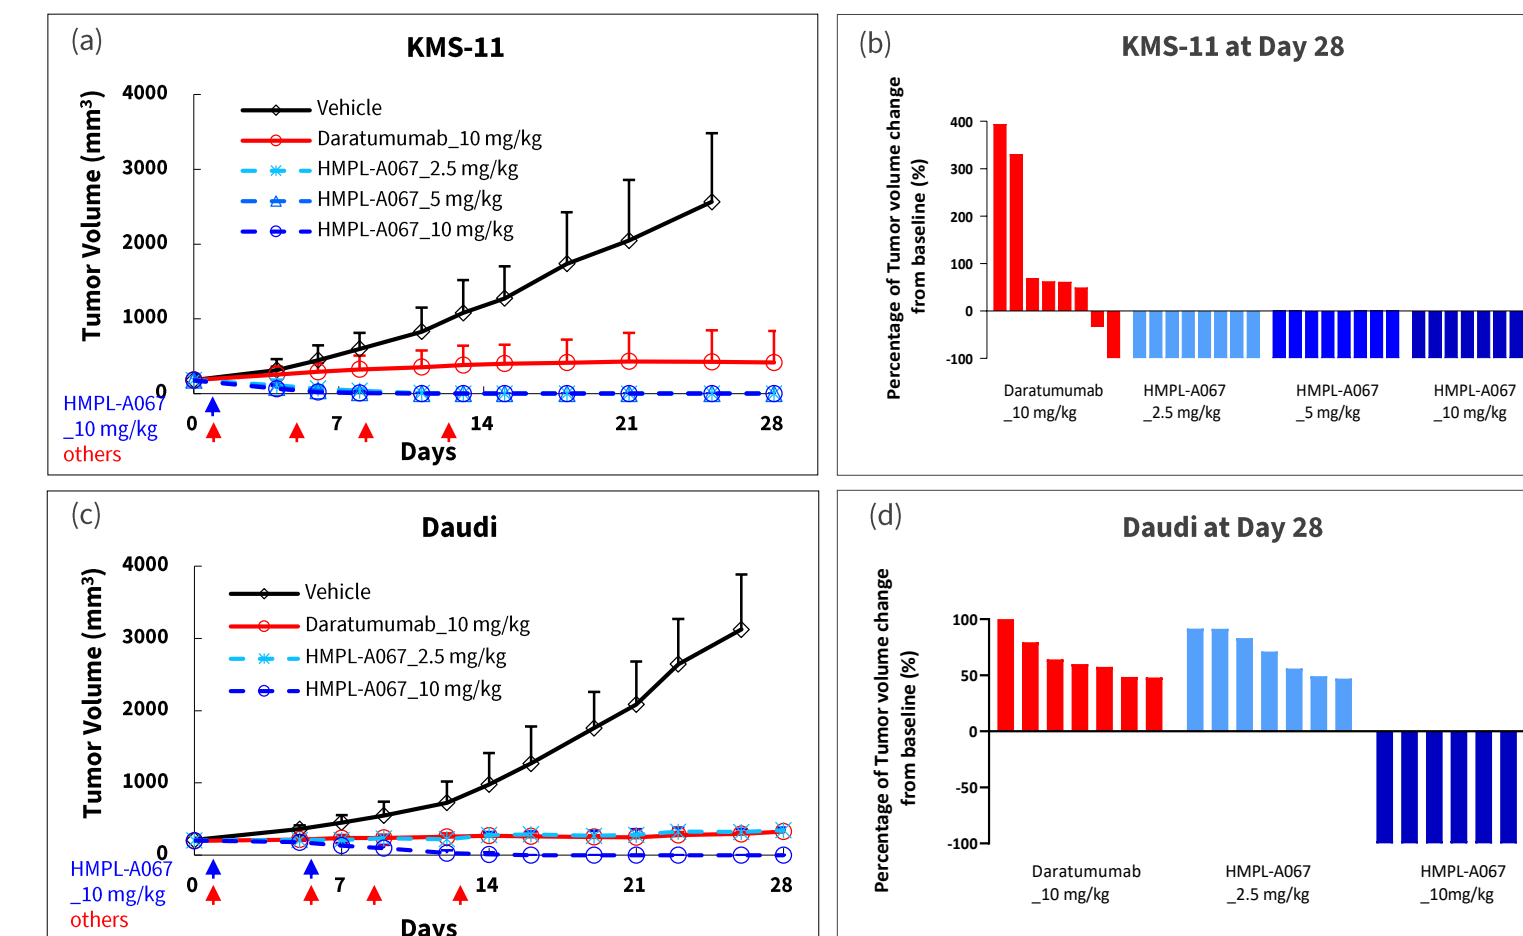 (a)
KMS-11
Tumor Volume (mm³)
4000
3000
2000
1000
0
Vehicle
Daratumumab_10 mg/kg
HMPL-A067_2.5 mg/kg
HMPL-A067_5 mg/kg
HMPL-A067_10 mg/kg
0 7 14 21 28
Days
HMPL-A067
_10 mg/kg
others
(b)
KMS-11 at Day 28
Percentage of Tumor volume change
from baseline (%)
400
300
200
100
0
-100
Daratumumab
_10 mg/kg
HMPL-A067
_2.5 mg/kg
HMPL-A067
_5 mg/kg
HMPL-A067
_10 mg/kg
(c)
Daudi
Tumor Volume (mm³)
4000
3000
2000
1000
0
Vehicle
Daratumumab_10 mg/kg
HMPL-A067_2.5 mg/kg
HMPL-A067_10 mg/kg
0 7 14 21 28
Days
HMPL-A067
_10 mg/kg
others
(d)
Daudi at Day 28
Percentage of Tumor volume change
from baseline (%)
100
50
0
-50
-100
Daratumumab
_10 mg/kg
HMPL-A067
_2.5 mg/kg
HMPL-A067
_10mg/kg